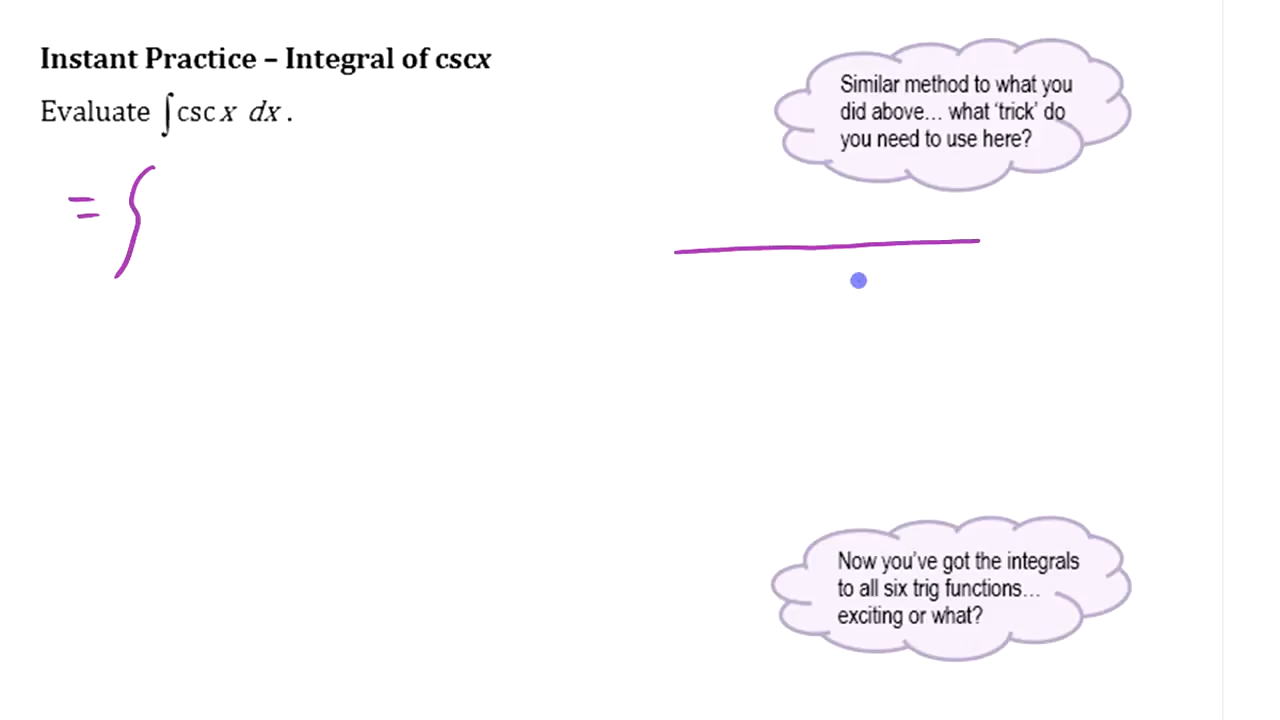 Instant Practice – Integral of cscx
Evaluate ∫csc x dx .
Similar method to what you
did above... what ‘trick’ do
you need to use here?
= ∫
Now you’ve got the integrals
to all six trig functions...
exciting or what?